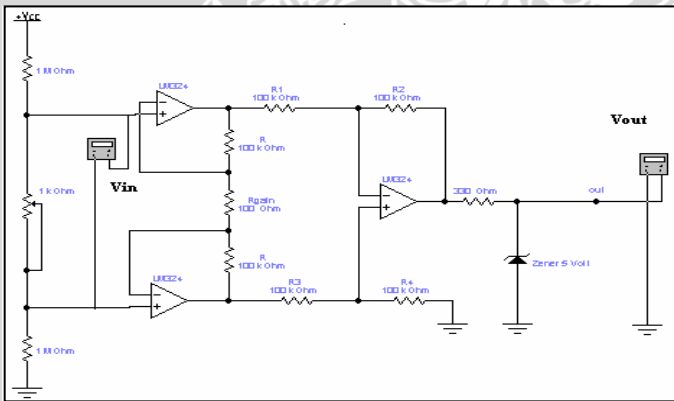 +Vcc
1 M Ohm
LM324
R1
100 k Ohm
R2
100 k Ohm
R
100 k Ohm
Vin
1 k Ohm
Rgain
100 Ohm
LM324
330 Ohm
out
Vout
R
100 k Ohm
Zener 5 Volt
LM324
R3
100 k Ohm
R4
100 k Ohm
1 M Ohm